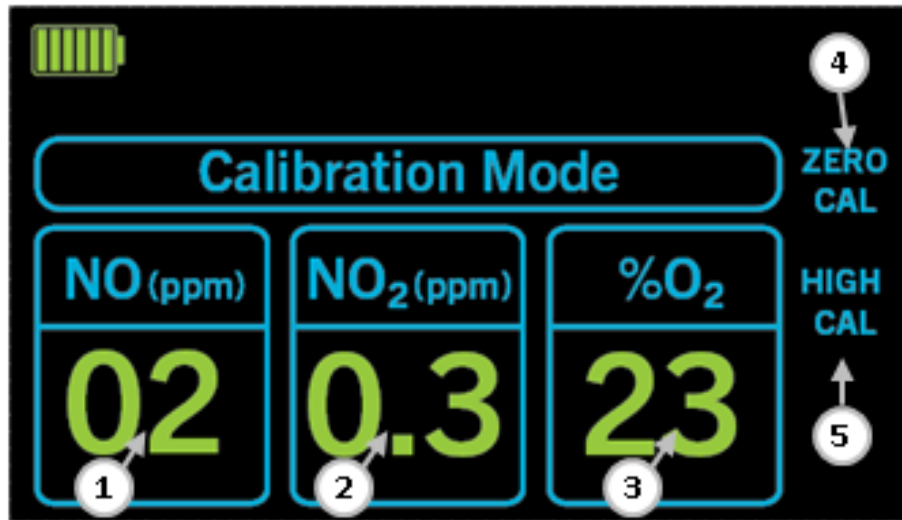 4
Calibration Mode
ZERO
CAL
NO (ppm)
NO₂ (ppm)
%O₂
HIGH
CAL
02
0.3
23
1
2
3
5